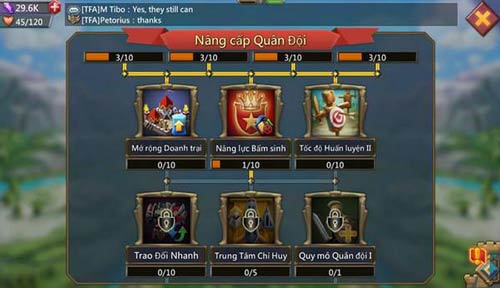 29.6K
45/120
[TFA]M Tibo : Yes, they still can
[TFA]Petorius : thanks
Nâng cấp Quân Đội
3/10 3/10 3/10 3/10
Mở rộng Doanh trại Năng lực Bẩm sinh Tốc độ Huấn luyện II
0/10 1/10 0/10
Trao Đổi Nhanh Trung Tâm Chỉ Huy Quy mô Quân đội I
0/10 0/5 0/1